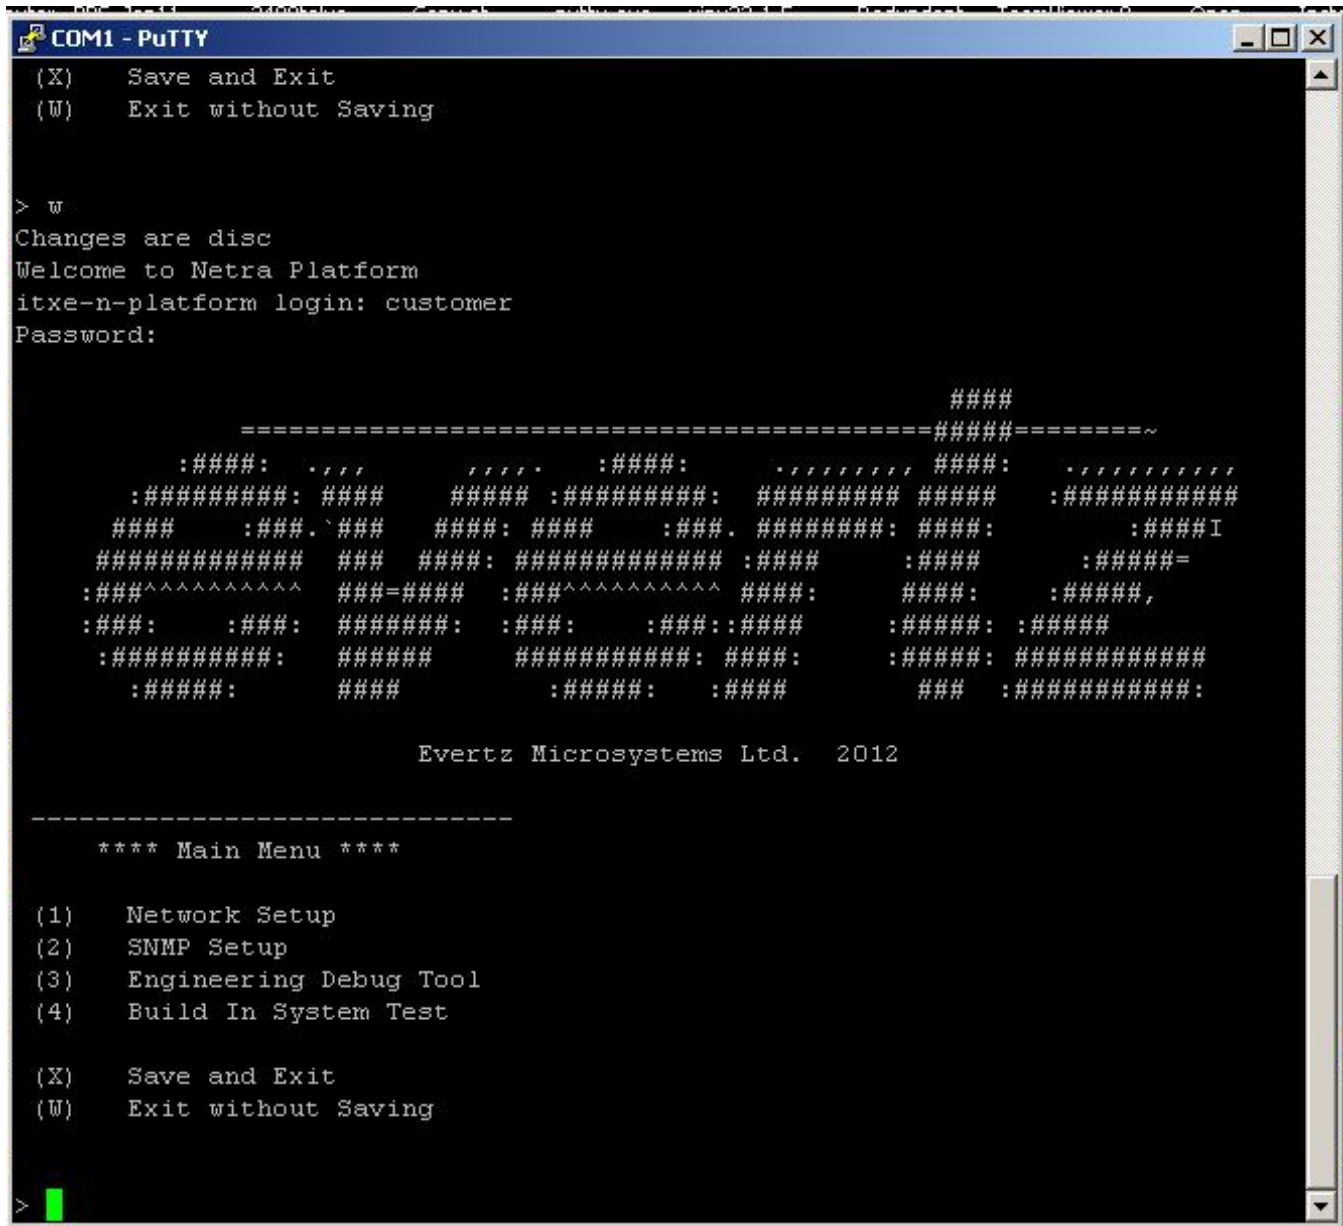 COM1 - PuTTY
(X) Save and Exit
(W) Exit without Saving
> w
Changes are disc
Welcome to Netra Platform
itxe-n-platform login: customer
Password:
evertz
Evertz Microsystems Ltd. 2012
------------------------------
**** Main Menu ****
(1) Network Setup
(2) SNMP Setup
(3) Engineering Debug Tool
(4) Build In System Test
(X) Save and Exit
(W) Exit without Saving
>